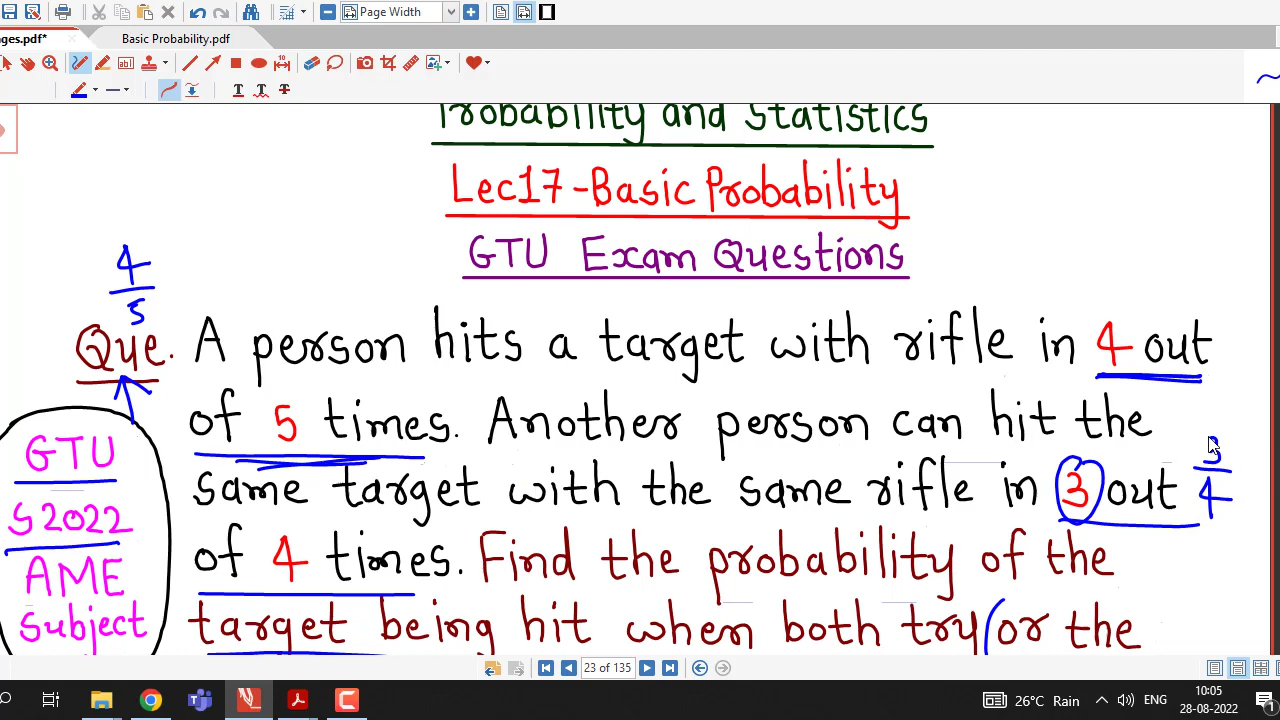 Page Width
ges.pdf*
Basic Probability.pdf
10
Probability and Statistics
Lec17-Basic Probability
GTU Exam Questions
4
5
Que. A person hits a target with rifle in 4 out
of 5 times. Another person can hit the
3
4
same target with the same rifle in 3 out
of 4 times. Find the probability of the
target being hit when both try (or the
GTU
S2022
AME
Subject
23 of 135
26°C Rain
ENG
10:05
28-08-2022
1